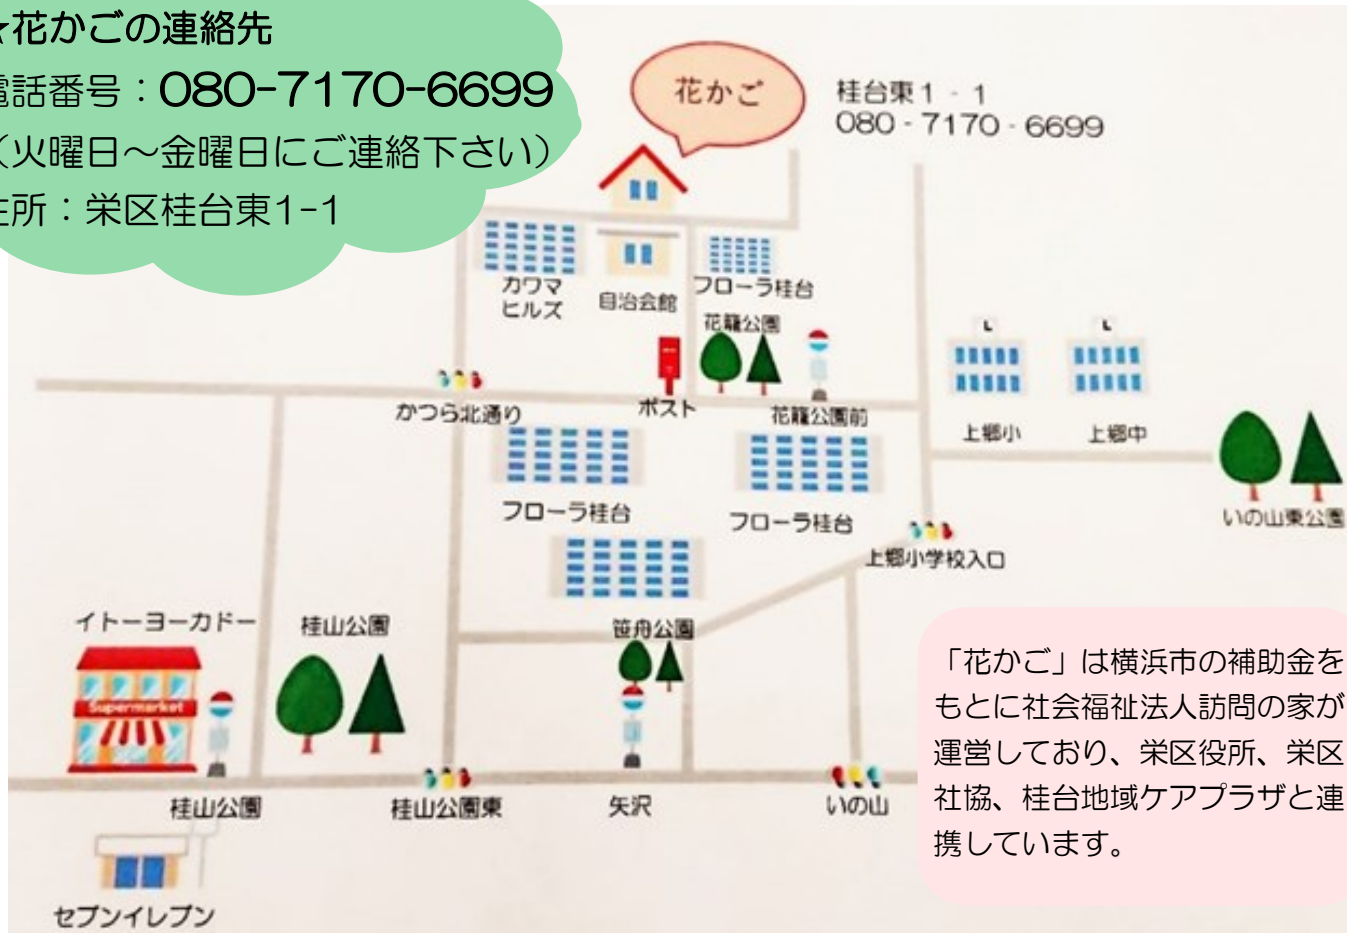 ★花かごの連絡先
電話番号：080-7170-6699
（火曜日～金曜日にご連絡下さい）
住所：栄区桂台東1-1
花かご
桂台東1‐1
080‐7170‐6699
カワマ
ヒルズ
自治会館
フローラ桂台
花籠公園
かつら北通り
ポスト
花籠公園前
上郷小
上郷中
フローラ桂台
フローラ桂台
いの山東公園
上郷小学校入口
イトーヨーカドー
桂山公園
笹舟公園
Supermarket
桂山公園
桂山公園東
矢沢
いの山
セブンイレブン
「花かご」は横浜市の補助金を
もとに社会福祉法人訪問の家が
運営しており、栄区役所、栄区
社協、桂台地域ケアプラザと連
携しています。